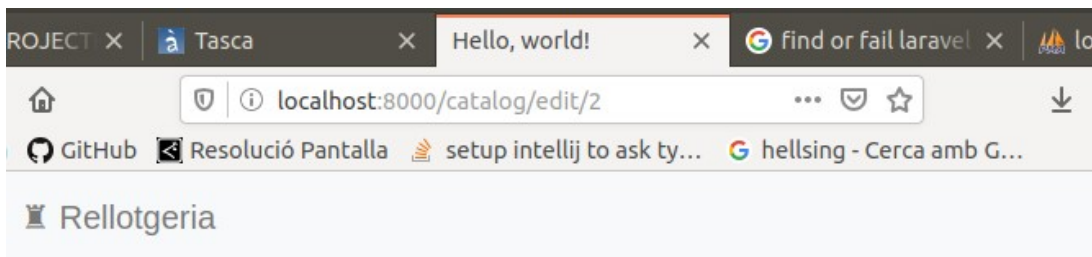 ROJECT Tasca Hello, world! find or fail laravel lo
localhost:8000/catalog/edit/2
GitHub Resolució Pantalla setup intellij to ask ty... hellsing - Cerca amb G...
Rellotgeria